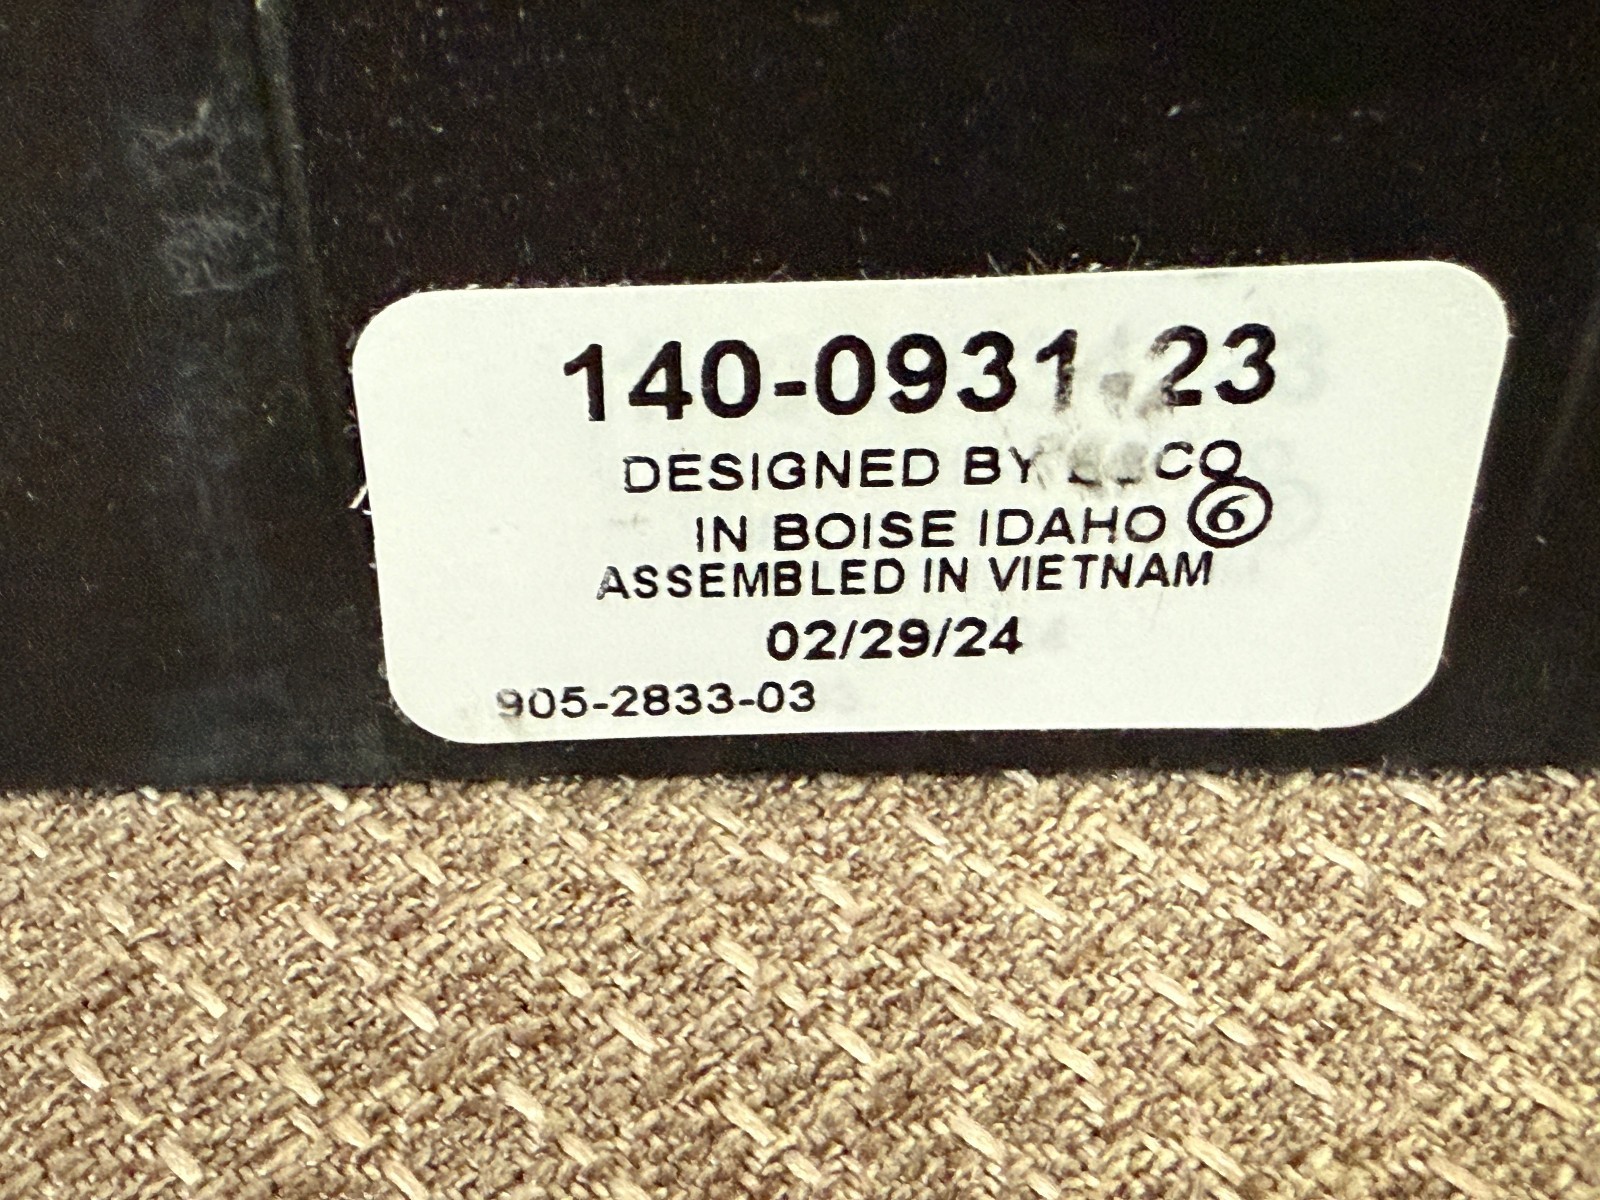 140-0931-23
DESIGNED BY
IN BOISE IDAHO 6
ASSEMBLED IN VIETNAM
02/29/24
905-2833-03